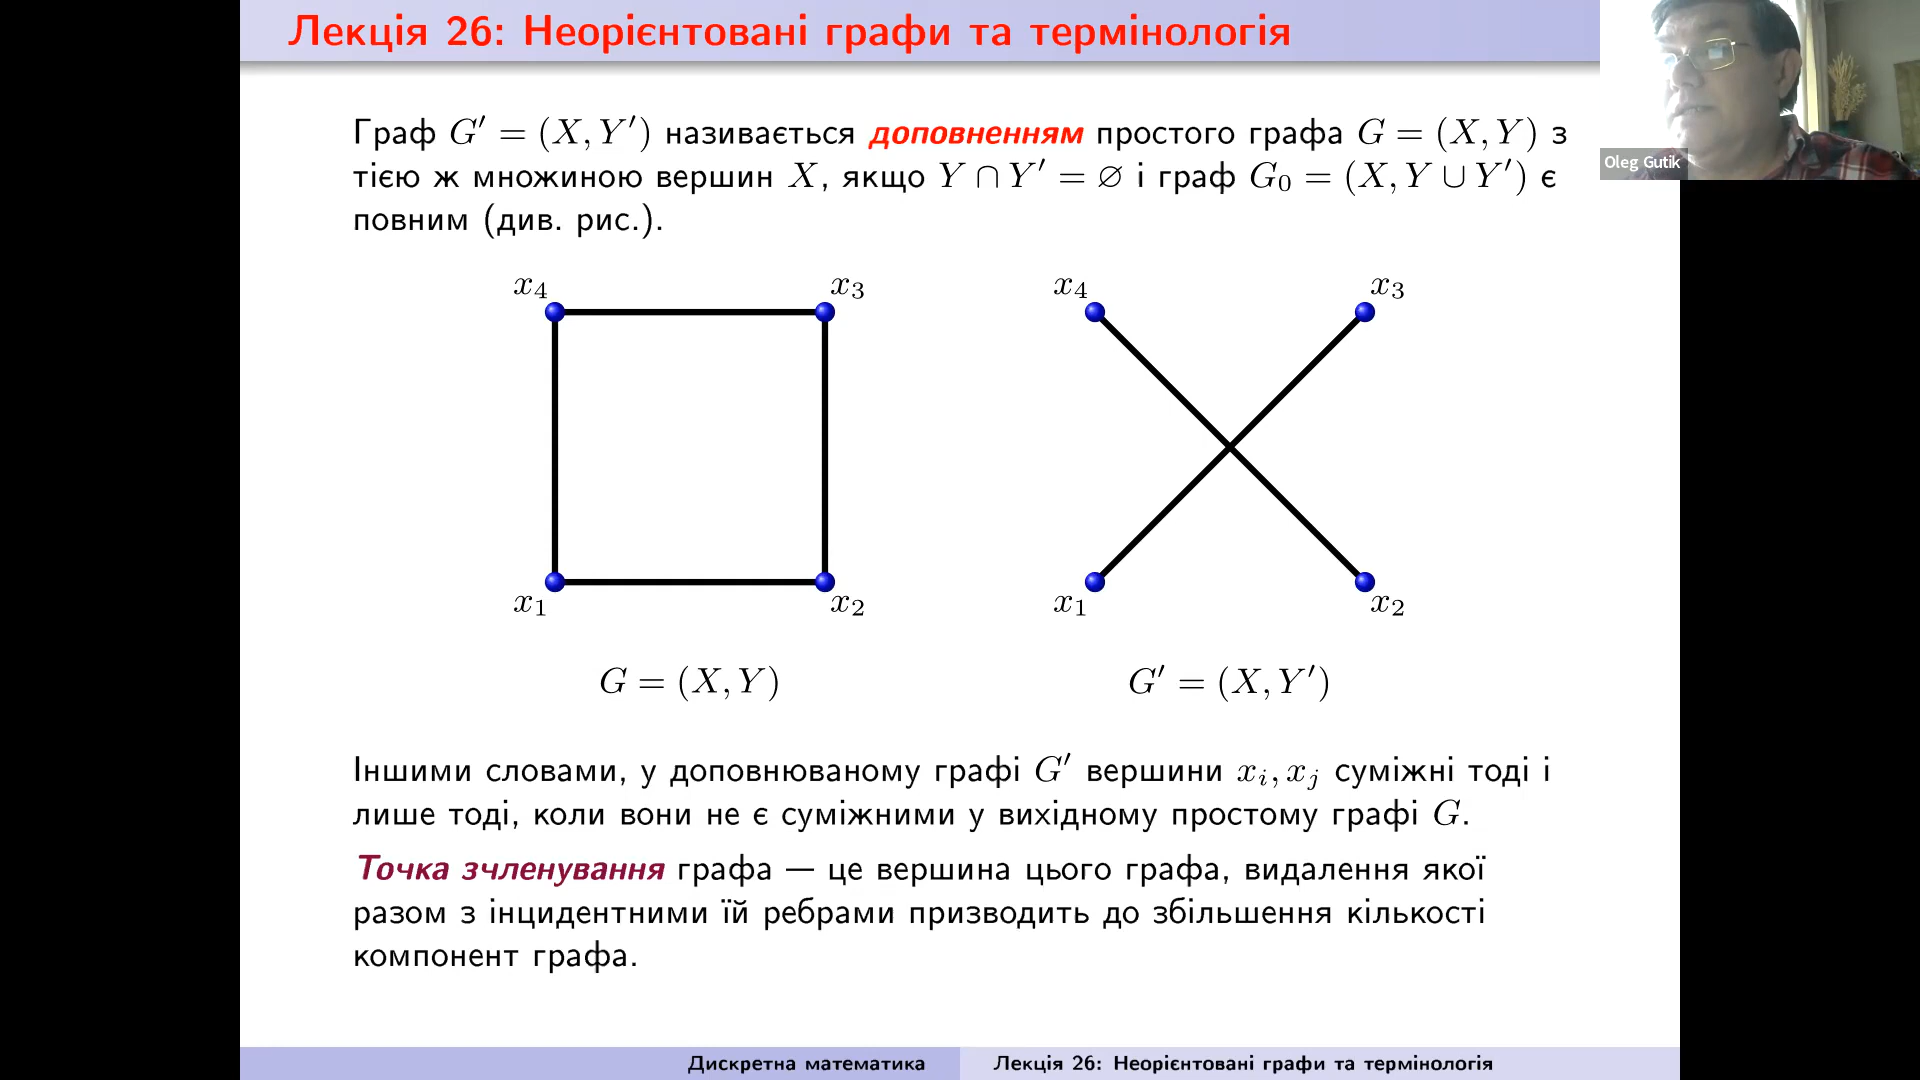 Лекція 26: Неорієнтовані графи та термінологія
Oleg Gutik
Граф G′ = (X, Y′) називається доповненням простого графа G = (X, Y) з
тією ж множиною вершин X, якщо Y ∩ Y′ = ∅ і граф G₀ = (X, Y ∪ Y′) є
повним (див. рис.).
x₄ x₃ x₄ x₃
x₁ x₂ x₁ x₂
G = (X, Y) G′ = (X, Y′)
Іншими словами, у доповнюваному графі G′ вершини xᵢ, xⱼ суміжні тоді і
лише тоді, коли вони не є суміжними у вихідному простому графі G.
Точка зчленування графа — це вершина цього графа, видалення якої
разом з інцидентними їй ребрами призводить до збільшення кількості
компонент графа.
Дискретна математика Лекція 26: Неорієнтовані графи та термінологія